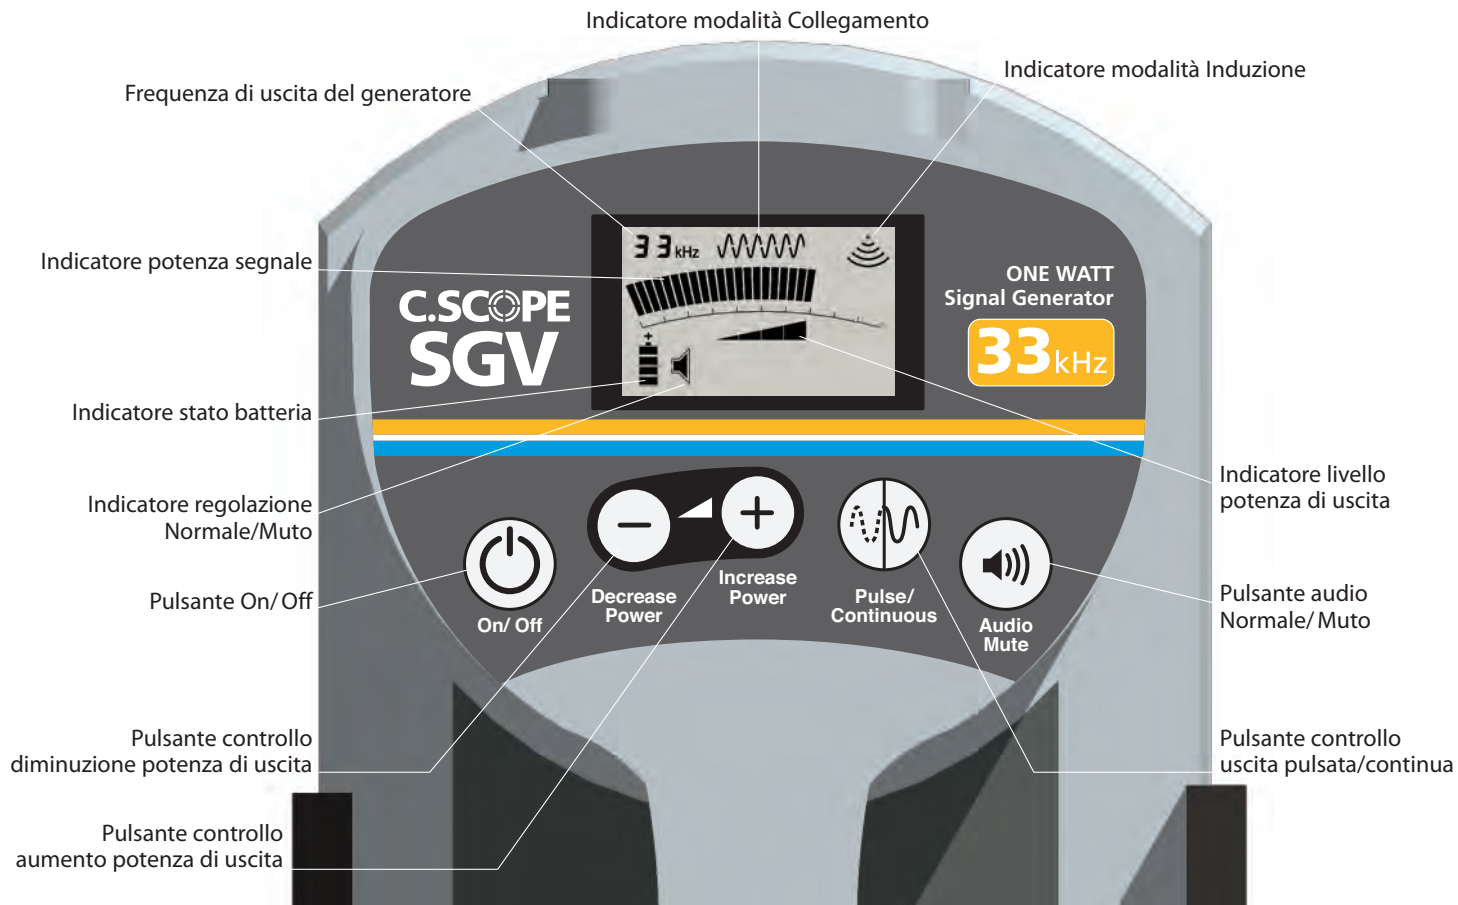 Indicatore modalità Collegamento
Indicatore modalità Induzione
Frequenza di uscita del generatore
Indicatore potenza segnale
Indicatore stato batteria
Indicatore regolazione
Normale/Muto
Pulsante On/ Off
Pulsante controllo
diminuzione potenza di uscita
Pulsante controllo
aumento potenza di uscita
33 kHz
C.SCOPE
SGV
ONE WATT
Signal Generator
33kHz
+
On/ Off
Decrease
Power
Increase
Power
Pulse/
Continuous
Audio
Mute
Indicatore livello
potenza di uscita
Pulsante audio
Normale/ Muto
Pulsante controllo
uscita pulsata/continua